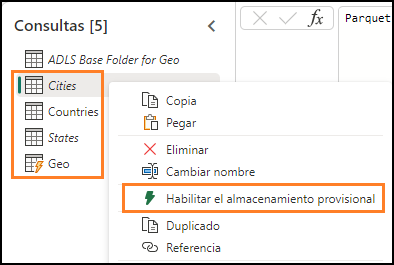 Consultas [5]
fx
Parquet
ADLS Base Folder for Geo
Cities
Countries
States
Geo
Copia
Pegar
Eliminar
Cambiar nombre
Habilitar el almacenamiento provisional
Duplicado
Referencia